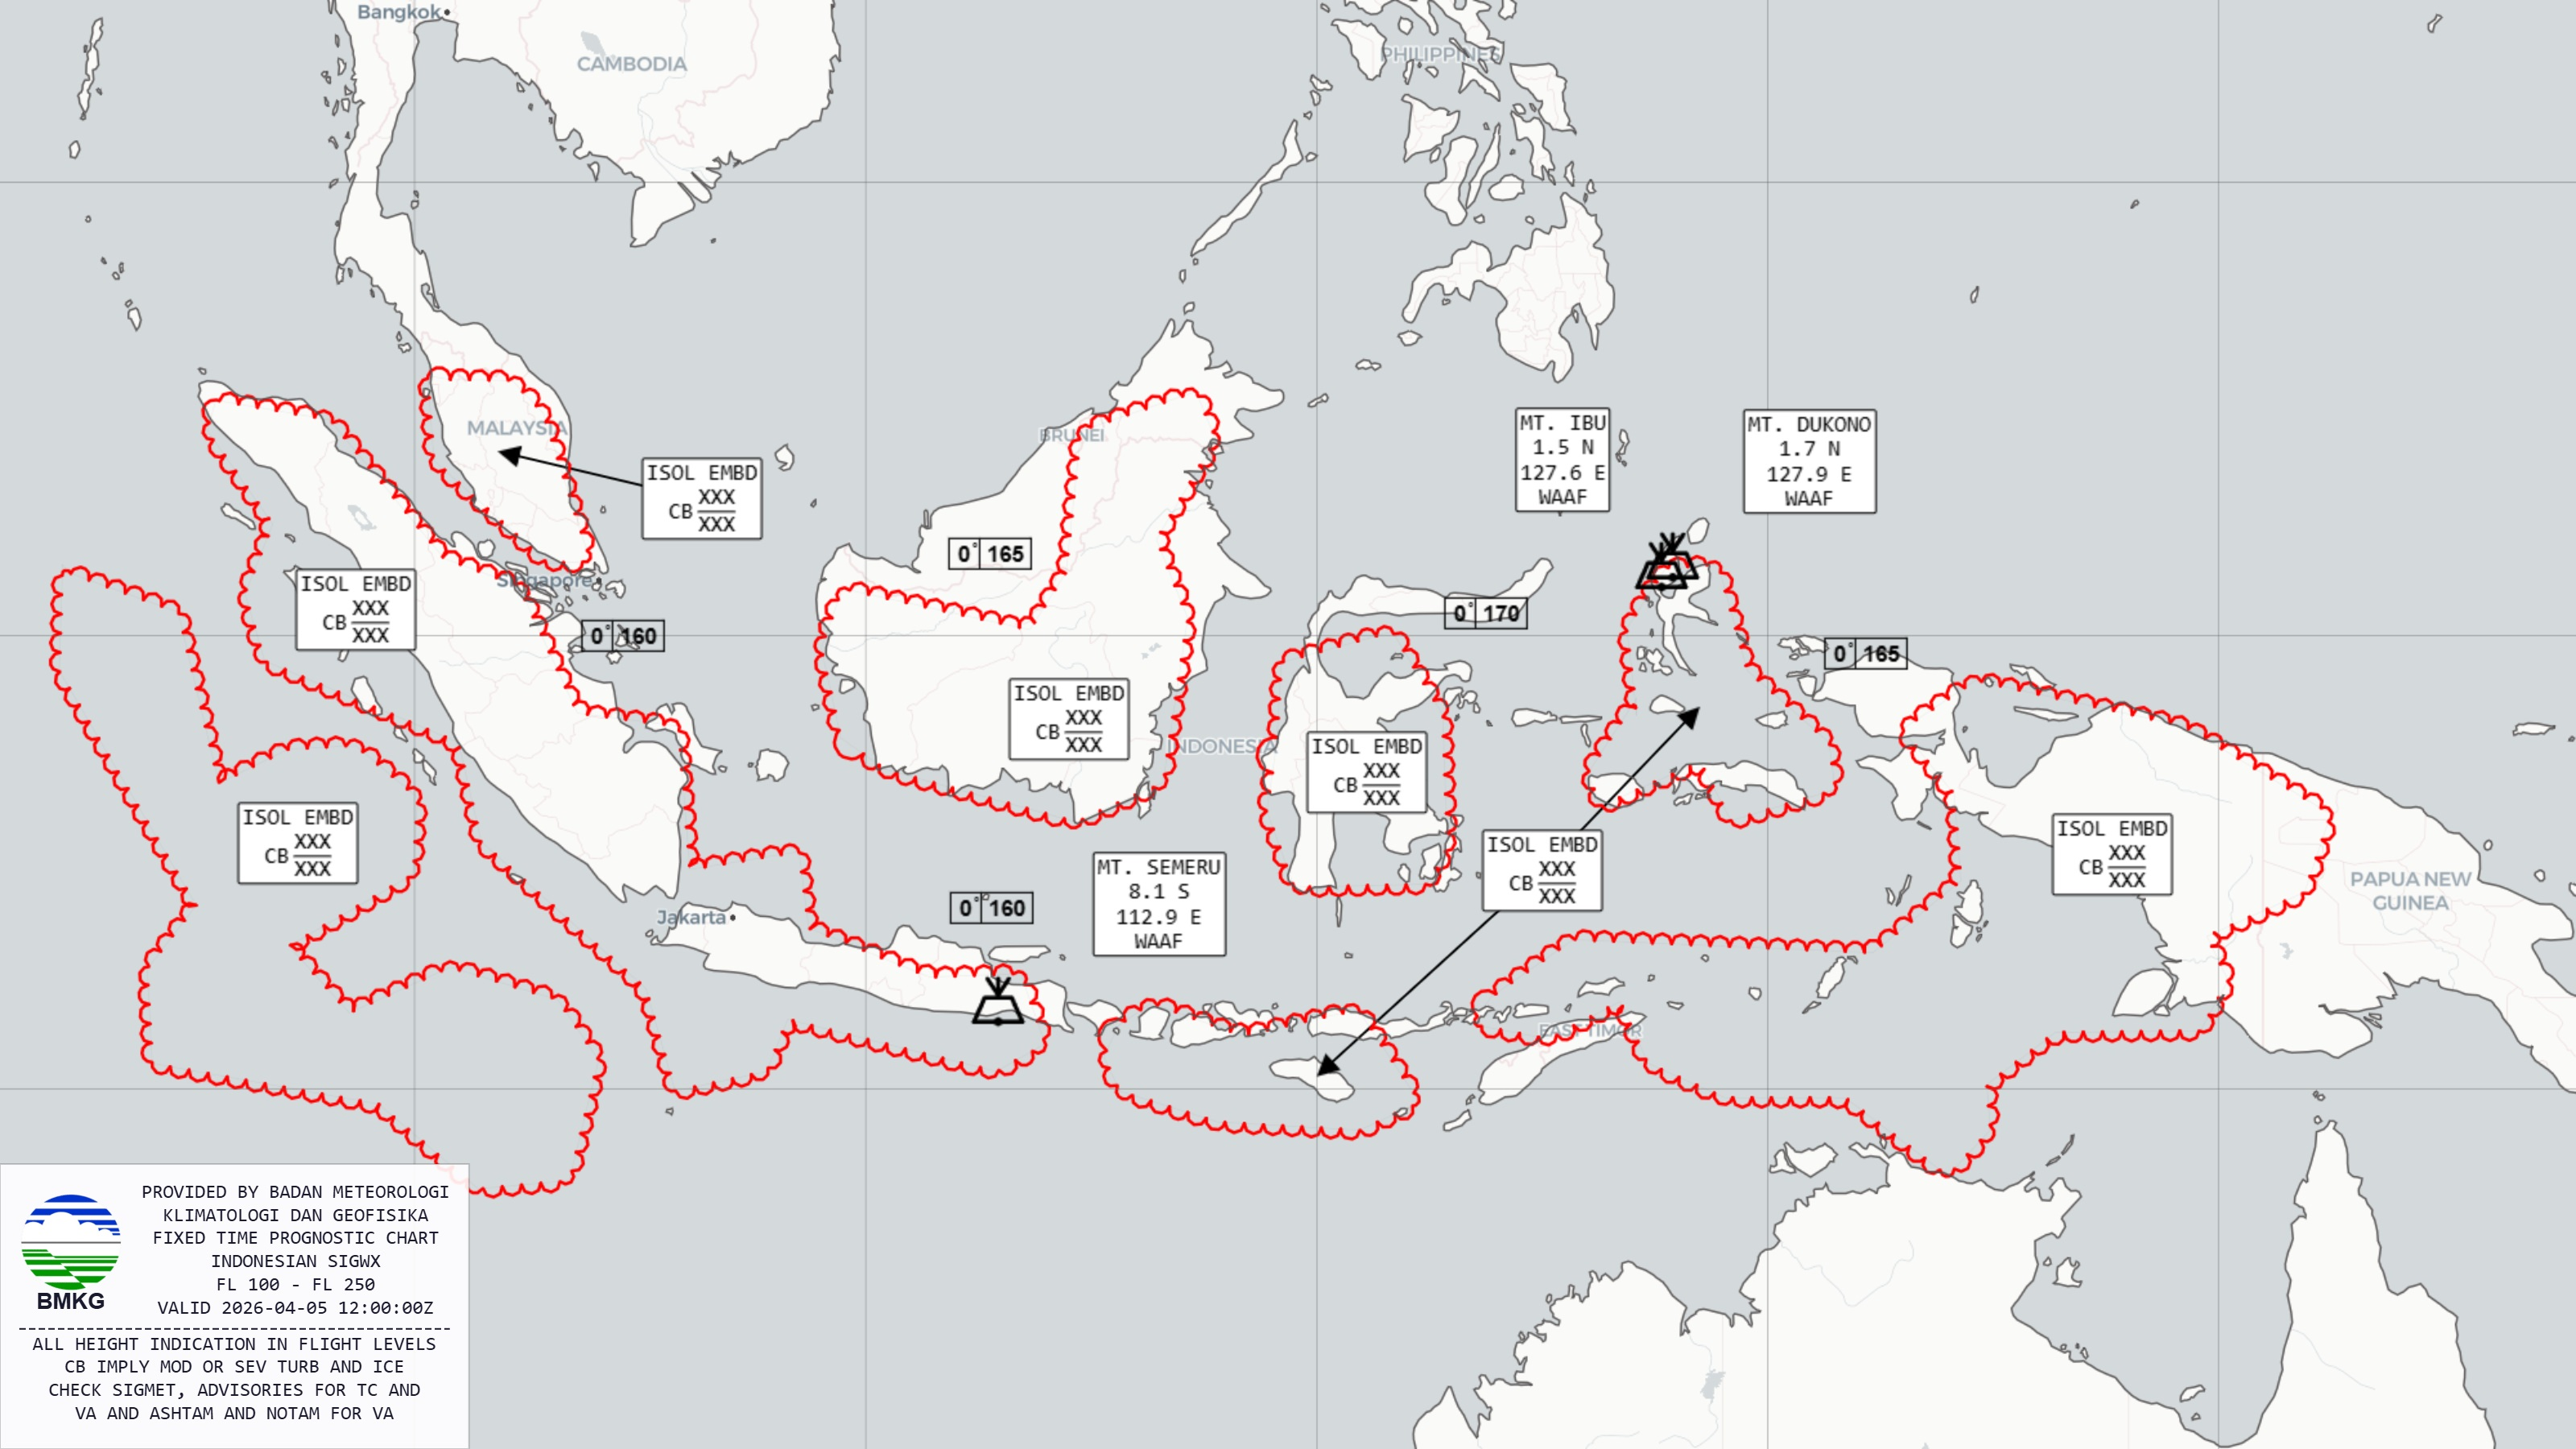 Bangkok
CAMBODIA
PHILIPPINES
MALAYSIA
BRUNEI
ISOL EMBD
CB XXX
XXX
MT. IBU
1.5 N
127.6 E
WAAF
MT. DUKONO
1.7 N
127.9 E
WAAF
0° 165
Singapore
ISOL EMBD
CB XXX
XXX
0° 160
0° 170
0° 165
ISOL EMBD
CB XXX
XXX
INDONESIA
ISOL EMBD
CB XXX
XXX
ISOL EMBD
CB XXX
XXX
ISOL EMBD
CB XXX
XXX
ISOL EMBD
CB XXX
XXX
PAPUA NEW
GUINEA
MT. SEMERU
8.1 S
112.9 E
WAAF
0° 160
Jakarta
EAST TIMOR
BMKG
PROVIDED BY BADAN METEOROLOGI
KLIMATOLOGI DAN GEOFISIKA
FIXED TIME PROGNOSTIC CHART
INDONESIAN SIGWX
FL 100 - FL 250
VALID 2026-04-05 12:00:00Z
ALL HEIGHT INDICATION IN FLIGHT LEVELS
CB IMPLY MOD OR SEV TURB AND ICE
CHECK SIGMET, ADVISORIES FOR TC AND
VA AND ASHTAM AND NOTAM FOR VA